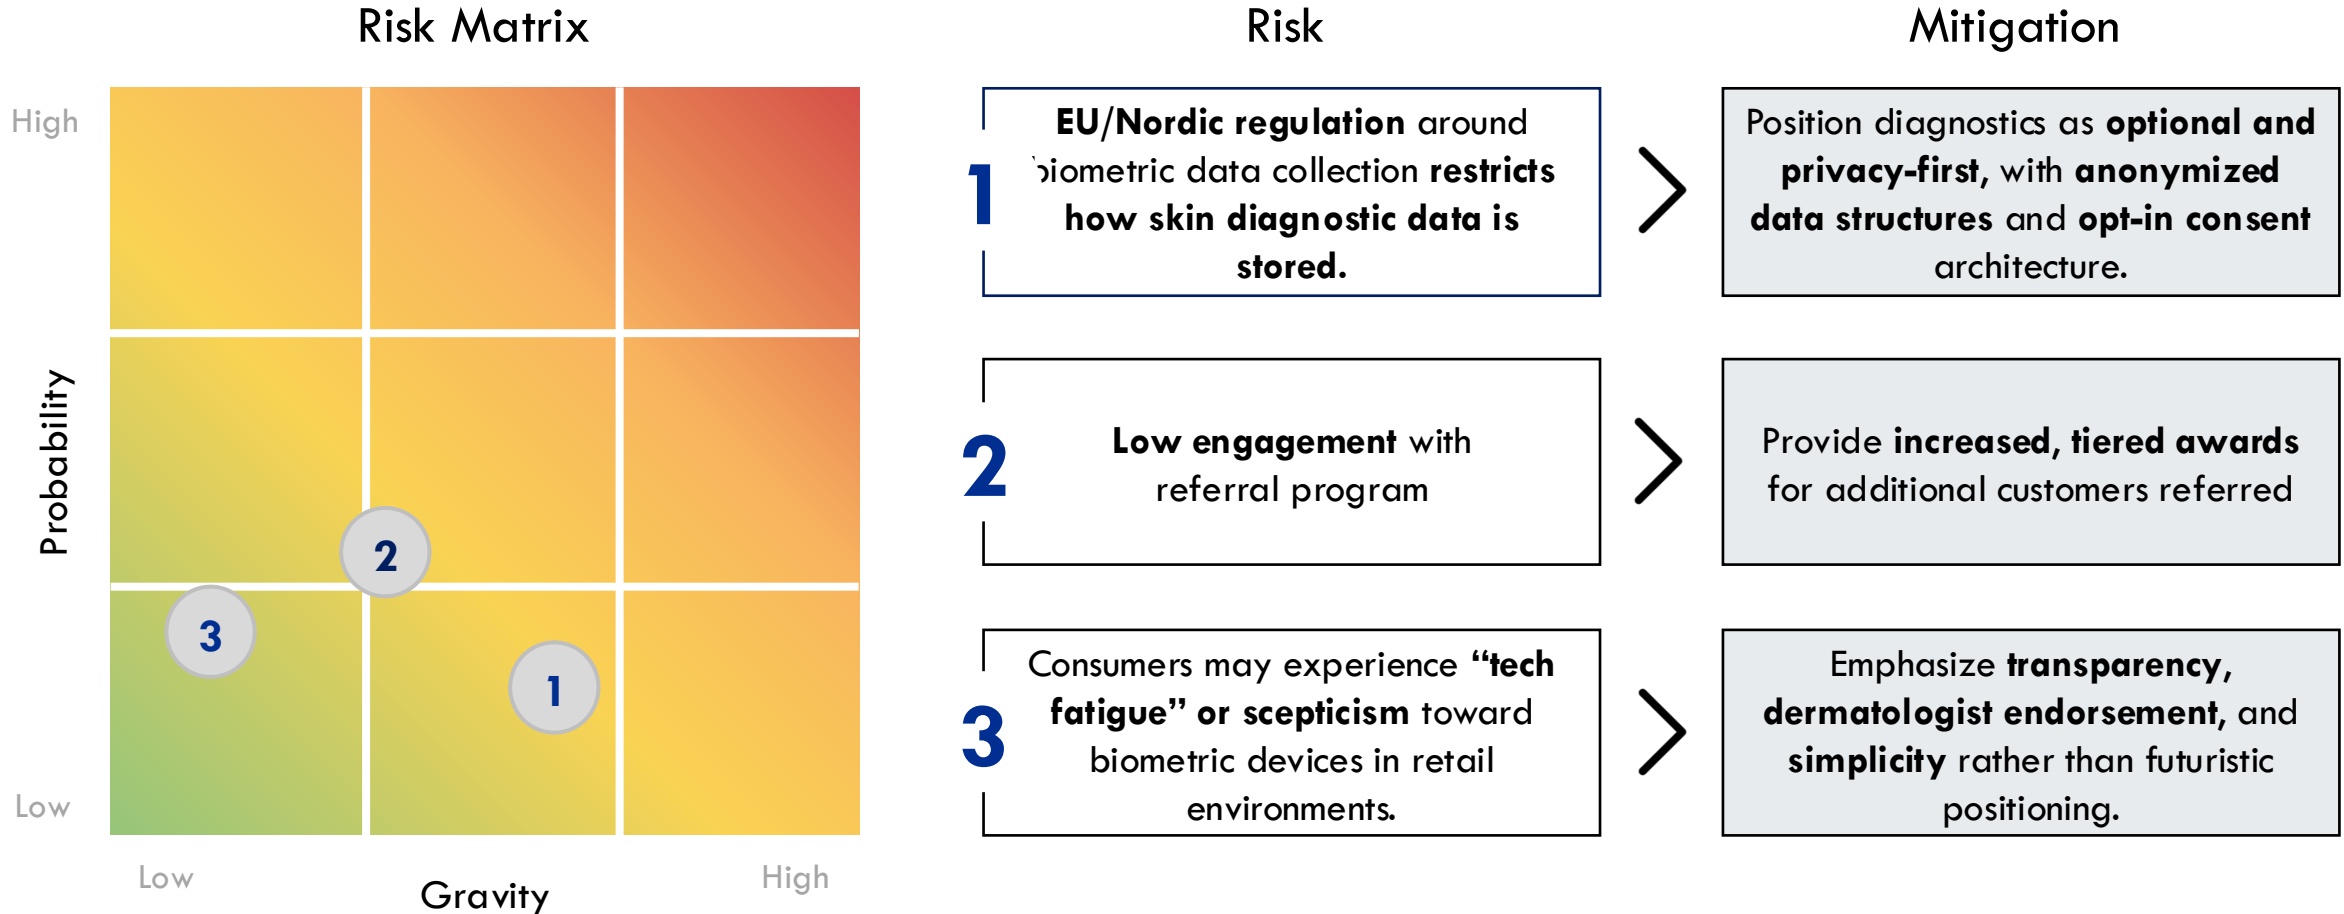 Risk Matrix
Risk
Mitigation
High
Probability
Low
Low
Gravity
High
2
3
1
1
EU/Nordic regulation around
biometric data collection restricts
how skin diagnostic data is
stored.
Position diagnostics as optional and
privacy-first, with anonymized
data structures and opt-in consent
architecture.
2
Low engagement with
referral program
Provide increased, tiered awards
for additional customers referred
3
Consumers may experience “tech
fatigue” or scepticism toward
biometric devices in retail
environments.
Emphasize transparency,
dermatologist endorsement, and
simplicity rather than futuristic
positioning.